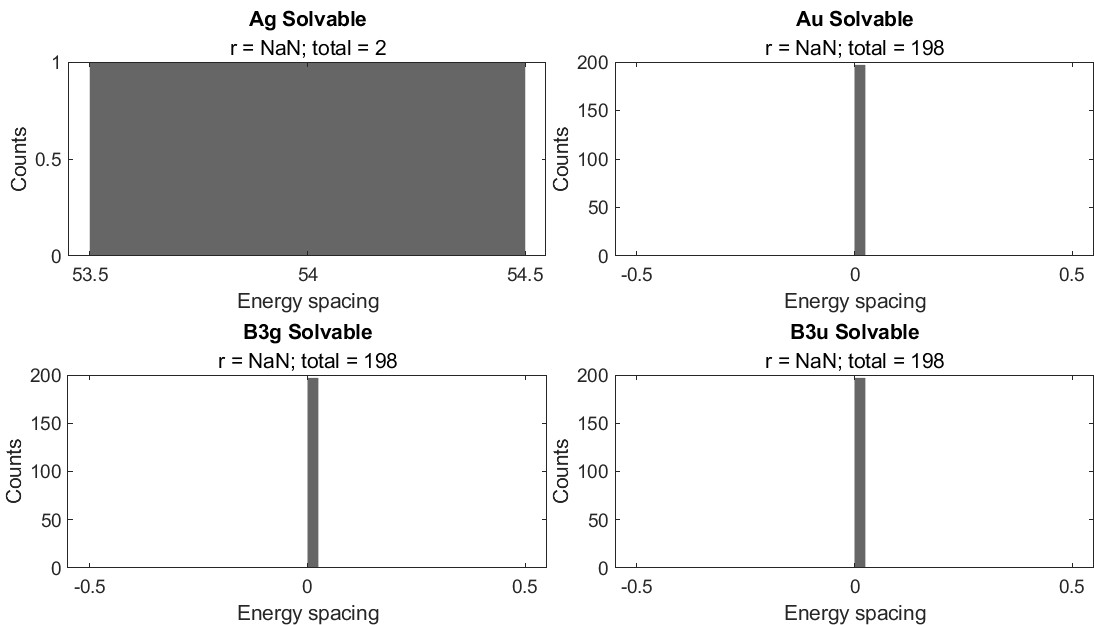 Ag Solvable
r = NaN; total = 2
1
0.5
0
Counts
53.5 54 54.5
Energy spacing
Au Solvable
r = NaN; total = 198
200
150
100
50
0
Counts
-0.5 0 0.5
Energy spacing
B3g Solvable
r = NaN; total = 198
200
150
100
50
0
Counts
-0.5 0 0.5
Energy spacing
B3u Solvable
r = NaN; total = 198
200
150
100
50
0
Counts
-0.5 0 0.5
Energy spacing